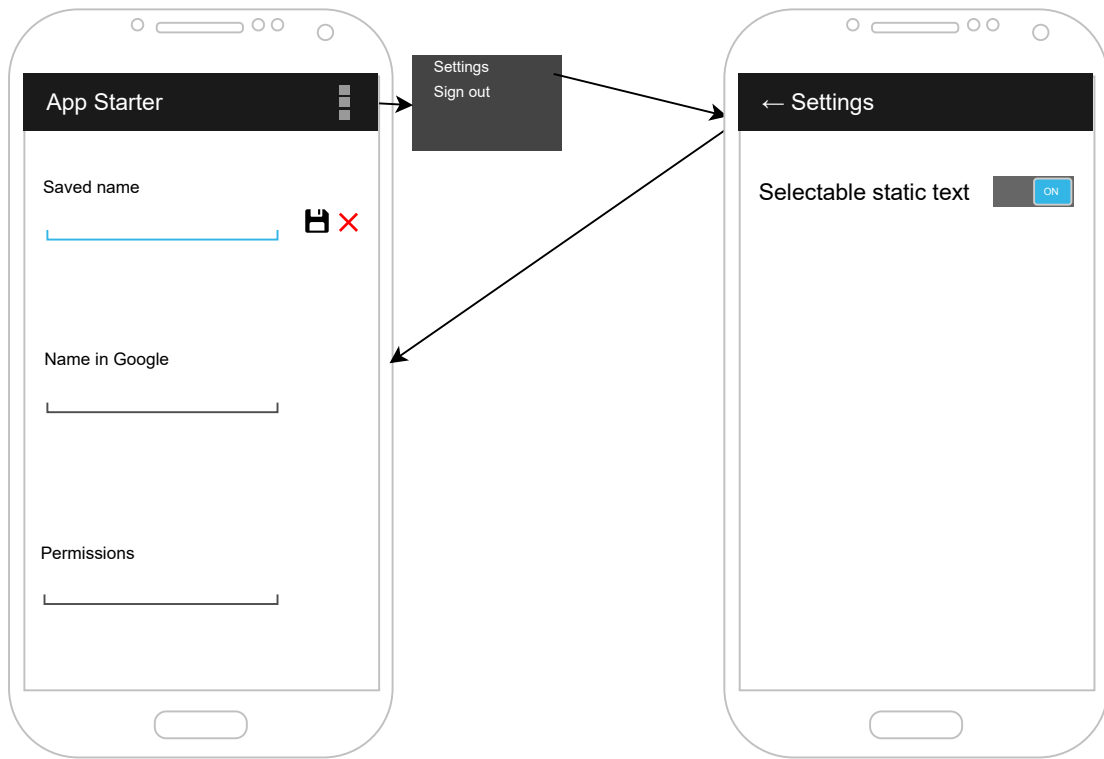 App Starter
Saved name
Name in Google
Permissions
Settings
Sign out
← Settings
Selectable static text
ON